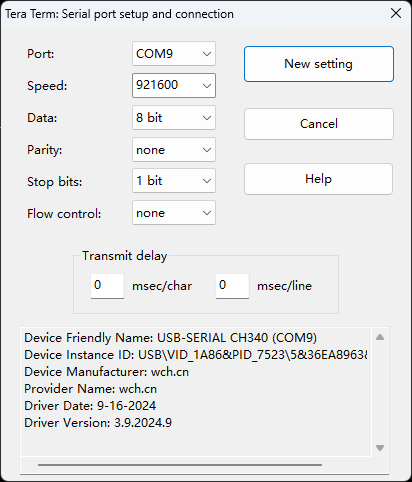 Tera Term: Serial port setup and connection
Port: COM9 New setting
Speed: 921600
Data: 8 bit Cancel
Parity: none
Stop bits: 1 bit Help
Flow control: none
Transmit delay
0 msec/char 0 msec/line
Device Friendly Name: USB-SERIAL CH340 (COM9)
Device Instance ID: USB\VID_1A86&PID_7523\5&36EA8963&
Device Manufacturer: wch.cn
Provider Name: wch.cn
Driver Date: 9-16-2024
Driver Version: 3.9.2024.9